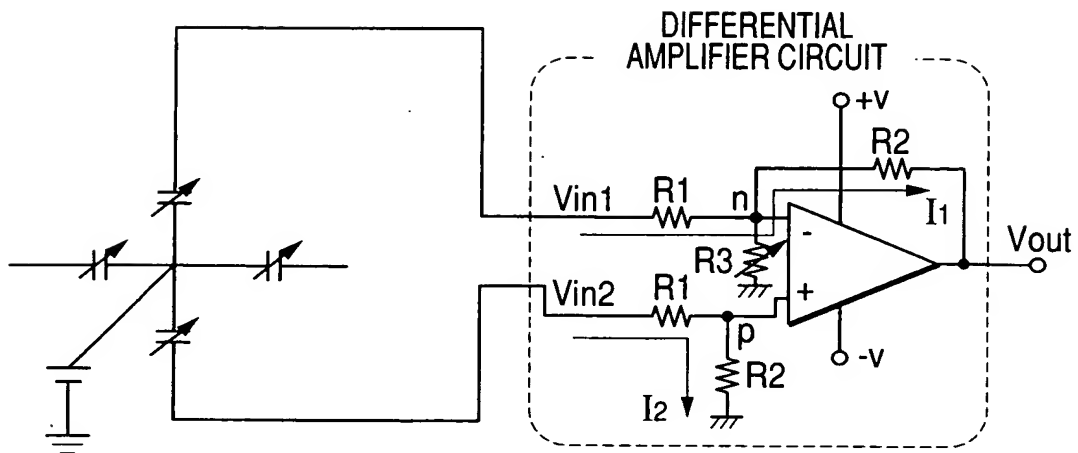 DIFFERENTIAL
AMPLIFIER CIRCUIT
+v
R2
Vin1
R1
n
I1
-
R3
Vout
Vin2
R1
+
p
-v
R2
I2